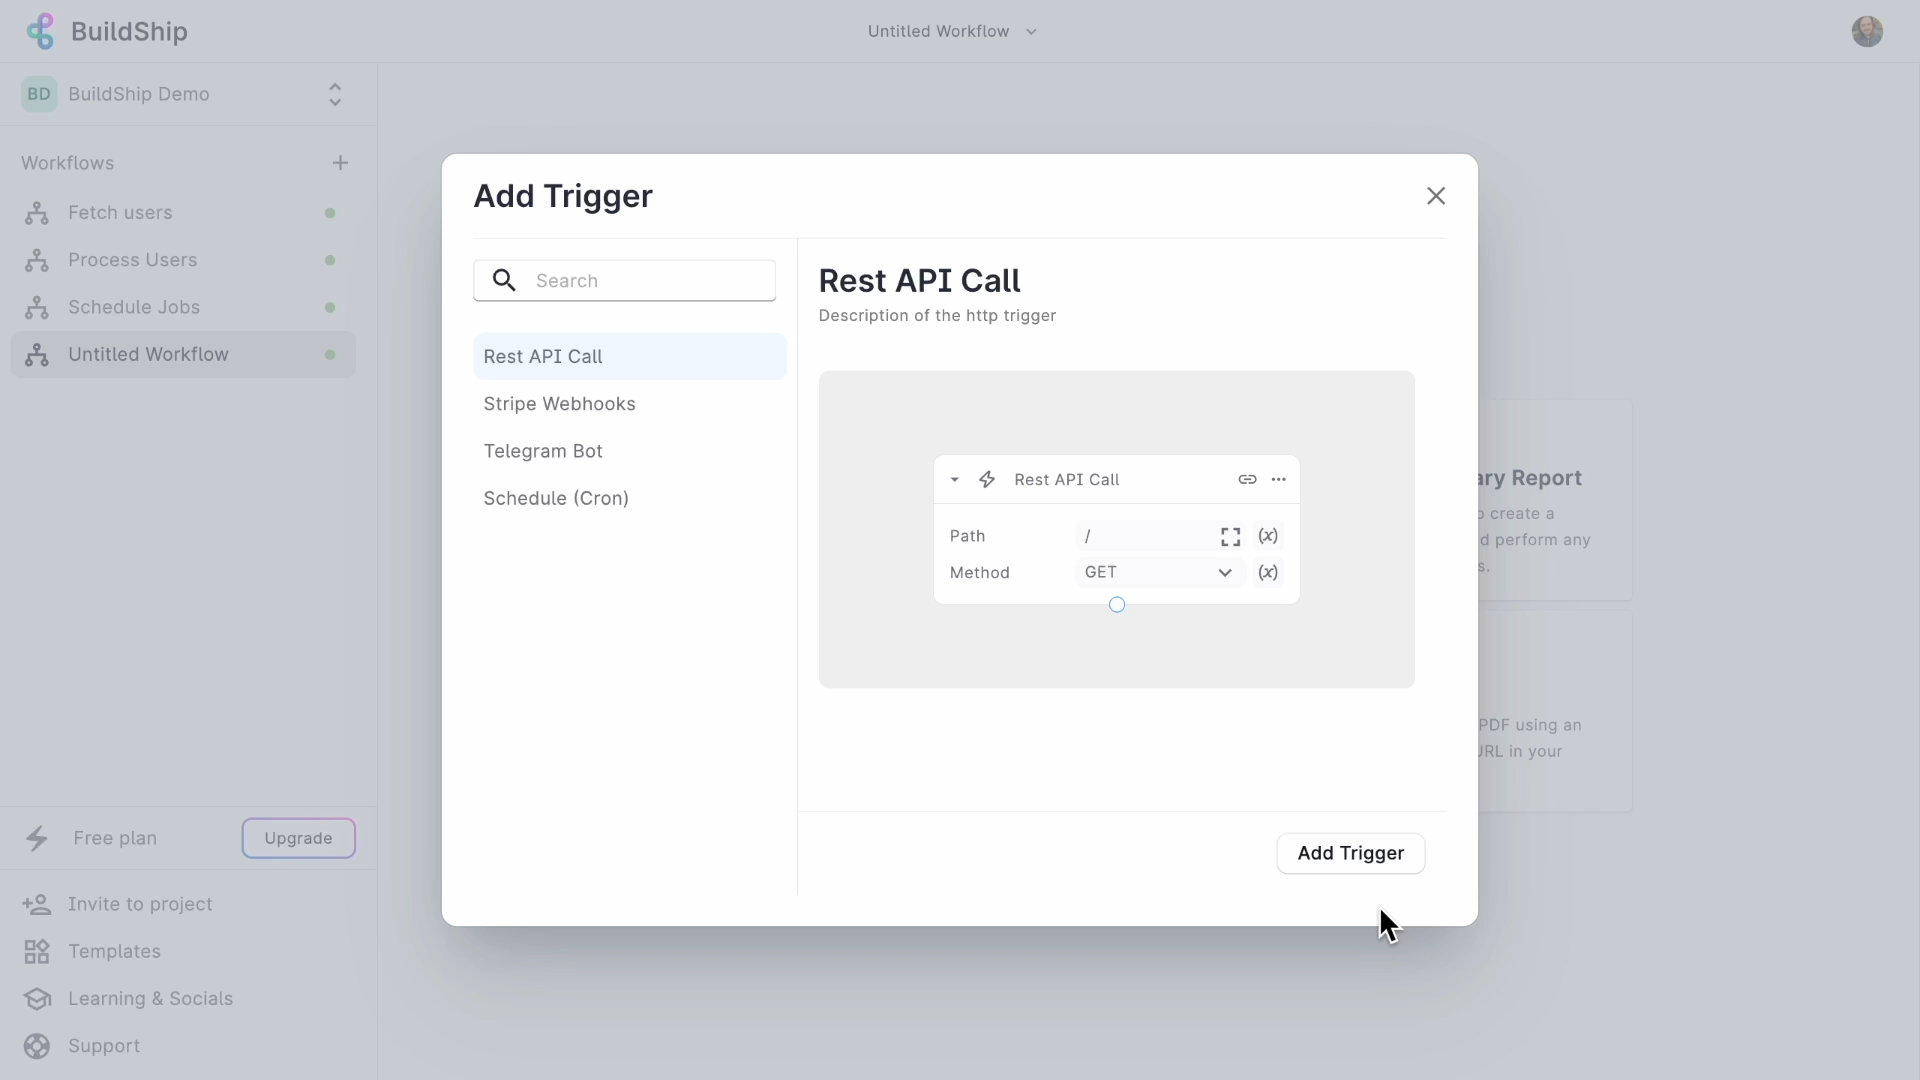 BuildShip
Untitled Workflow
BD BuildShip Demo
Workflows
Fetch users
Process Users
Schedule Jobs
Untitled Workflow
Free plan
Upgrade
Invite to project
Templates
Learning & Socials
Support
Add Trigger
Search
Rest API Call
Stripe Webhooks
Telegram Bot
Schedule (Cron)
Rest API Call
Description of the http trigger
Rest API Call
Path / (x)
Method GET (x)
Add Trigger
Report
create a
perform any
PDF using an
in your